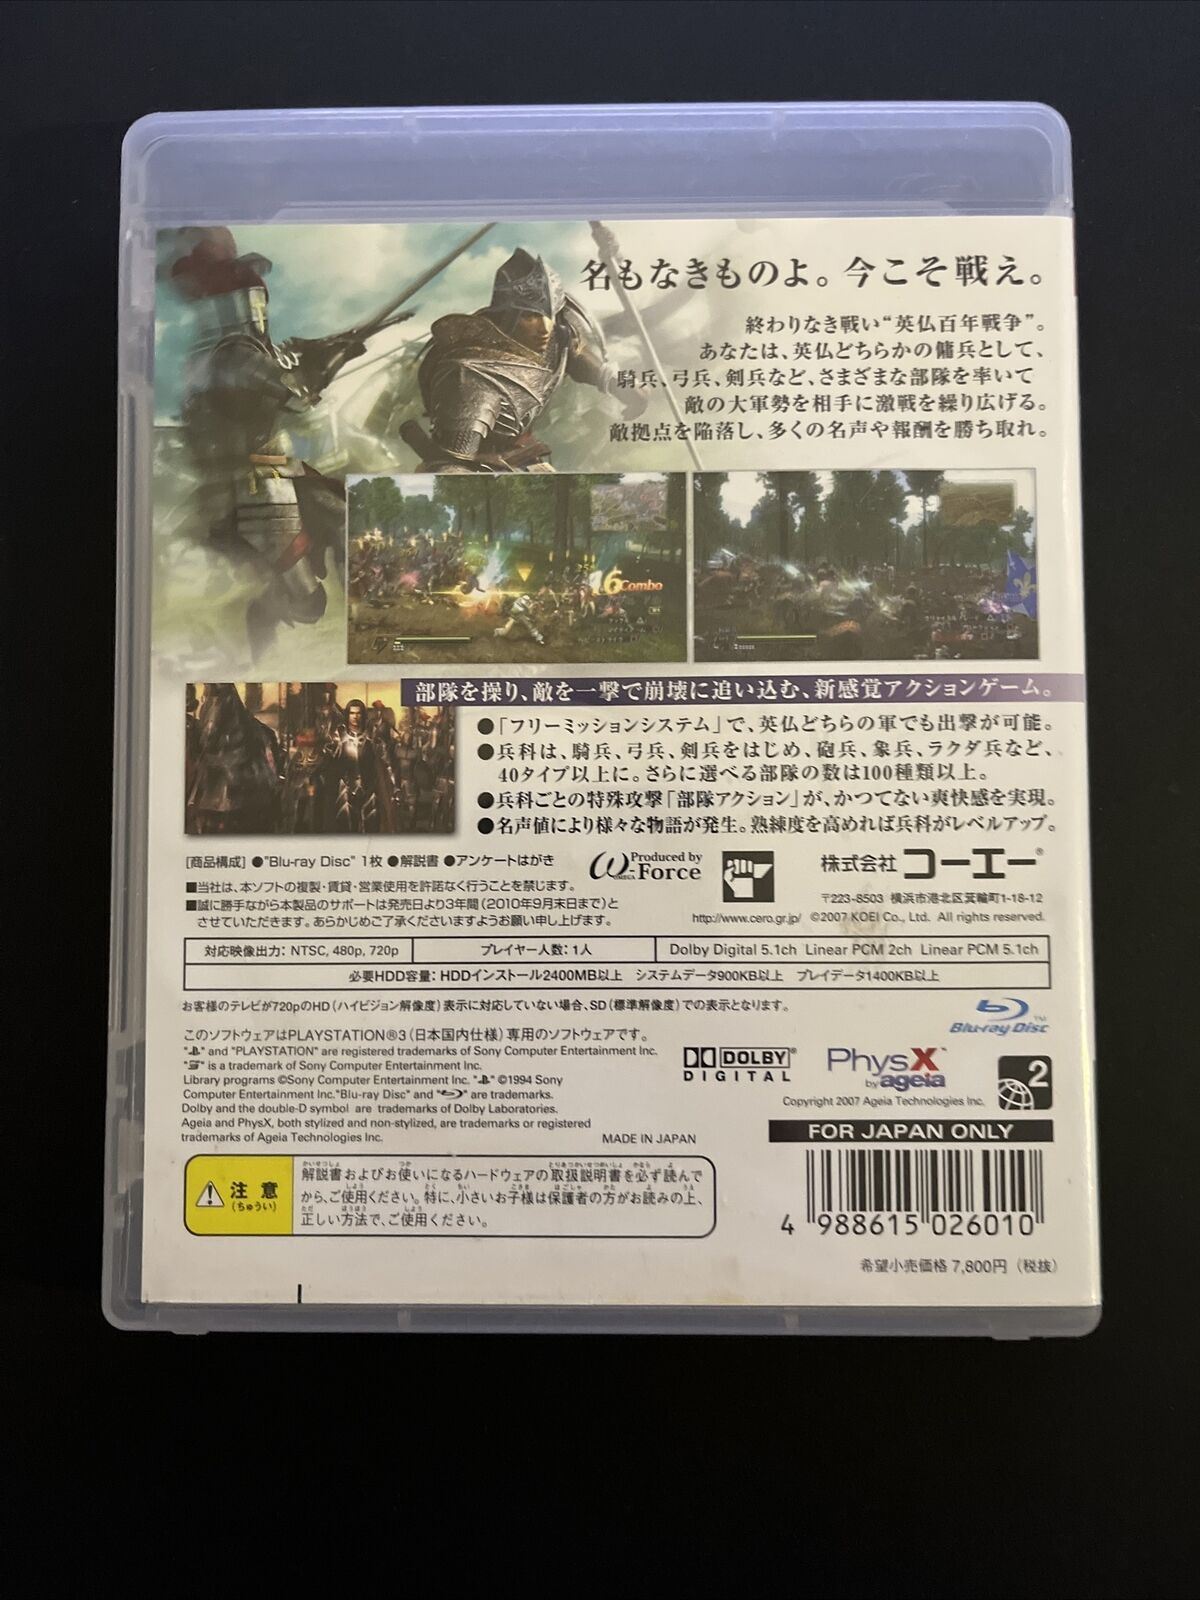 名もなきものよ。今こそ戦え。
終わりなき戦い“英仏百年戦争”。
あなたは、英仏どちらかの傭兵として、
騎兵、弓兵、剣兵など、さまざまな部隊を率いて
敵の大軍勢を相手に激戦を繰り広げる。
敵拠点を陥落し、多くの名声や報酬を勝ち取れ。
16Combo
部隊を操り、敵を一撃で崩壊に追い込む、新感覚アクションゲーム。
●「フリーミッションシステム」で、英仏どちらの軍でも出撃が可能。
●兵科は、騎兵、弓兵、剣兵をはじめ、砲兵、象兵、ラクダ兵など、
40タイプ以上に。さらに選べる部隊の数は100種類以上。
●兵科ごとの特殊攻撃「部隊アクション」が、かつてない爽快感を実現。
●名声値により様々な物語が発生。熟練度を高めれば兵科がレベルアップ。
[商品構成] ●"Blu-ray Disc" 1枚 ●解説書 ●アンケートはがき
■当社は、本ソフトの複製・賃貸・営業使用を許諾なく行うことを禁じます。
■誠に勝手ながら本製品のサポートは発売日より3年間(2010年9月末日まで)と
させていただきます。あらかじめご了承くださいますようお願い申し上げます。
Produced by
ω-Force
OMEGA
株式会社 コーエー®
〒223-8503 横浜市港北区箕輪町1-18-12
http://www.cero.gr.jp/ ©2007 KOEI Co., Ltd. All rights reserved.
対応映像出力: NTSC, 480p, 720p
プレイヤー人数: 1人
Dolby Digital 5.1ch Linear PCM 2ch Linear PCM 5.1ch
必要HDD容量: HDDインストール2400MB以上 システムデータ900KB以上 プレイデータ1400KB以上
お客様のテレビが720pのHD(ハイビジョン解像度)表示に対応していない場合、SD(標準解像度)での表示となります。
Blu-ray Disc™
このソフトウェアはPLAYSTATION®3(日本国内仕様)専用のソフトウェアです。
" " and "PLAYSTATION" are registered trademarks of Sony Computer Entertainment Inc.
" " is a trademark of Sony Computer Entertainment Inc.
Library programs ©Sony Computer Entertainment Inc. " " ©1994 Sony
Computer Entertainment Inc."Blu-ray Disc" and " " are trademarks.
Dolby and the double-D symbol are trademarks of Dolby Laboratories.
Ageia and PhysX, both stylized and non-stylized, are trademarks or registered
trademarks of Ageia Technologies Inc.
DOLBY®
DIGITAL
PhysX™
by ageia
Copyright 2007 Ageia Technologies Inc.
2
MADE IN JAPAN
FOR JAPAN ONLY
注意
(ちゅうい)
解説書およびお使いになるハードウェアの取扱説明書を必ず読んで
から、ご使用ください。特に、小さいお子様は保護者の方がお読みの上、
正しい方法で、ご使用ください。
4 988615 026010
希望小売価格 7,800円(税抜)